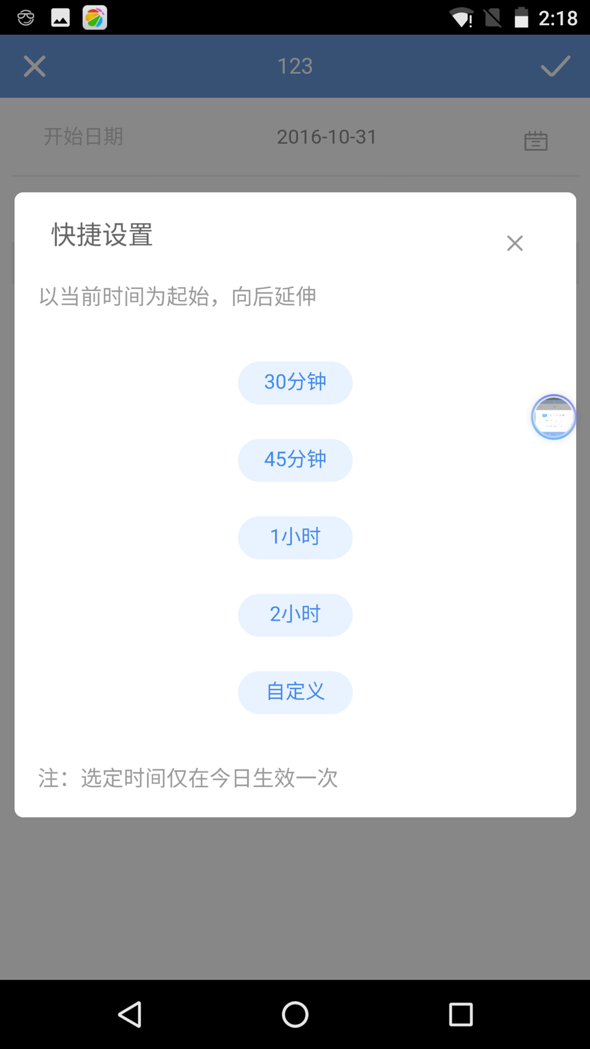 2:18
123
开始日期
2016-10-31
快捷设置
以当前时间为起始，向后延伸
30分钟
45分钟
1小时
2小时
自定义
注：选定时间仅在今日生效一次